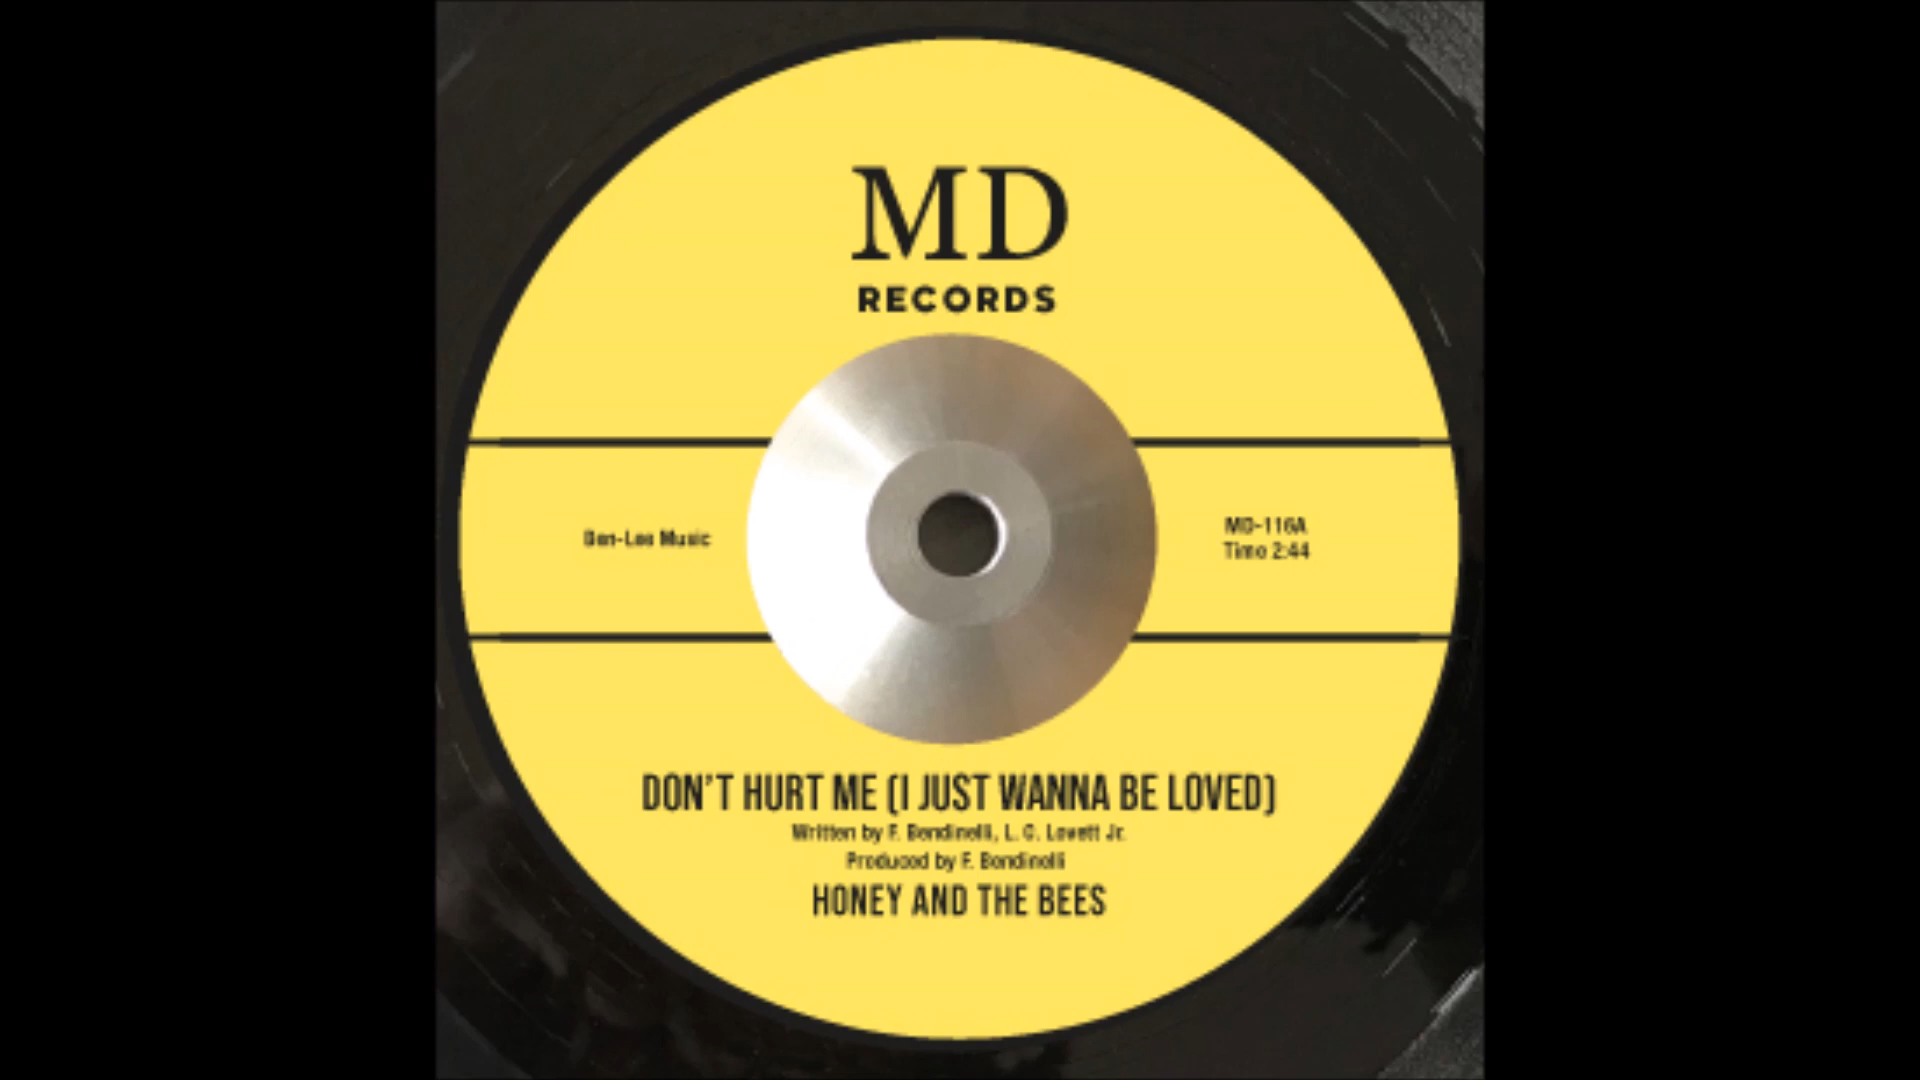 MD
RECORDS
Ben-Lee Music
MD-116A
Time 2:44
DON'T HURT ME (I JUST WANNA BE LOVED)
Written by F. Bendinelli, L. C. Lovett Jr.
Produced by F. Bendinelli
HONEY AND THE BEES